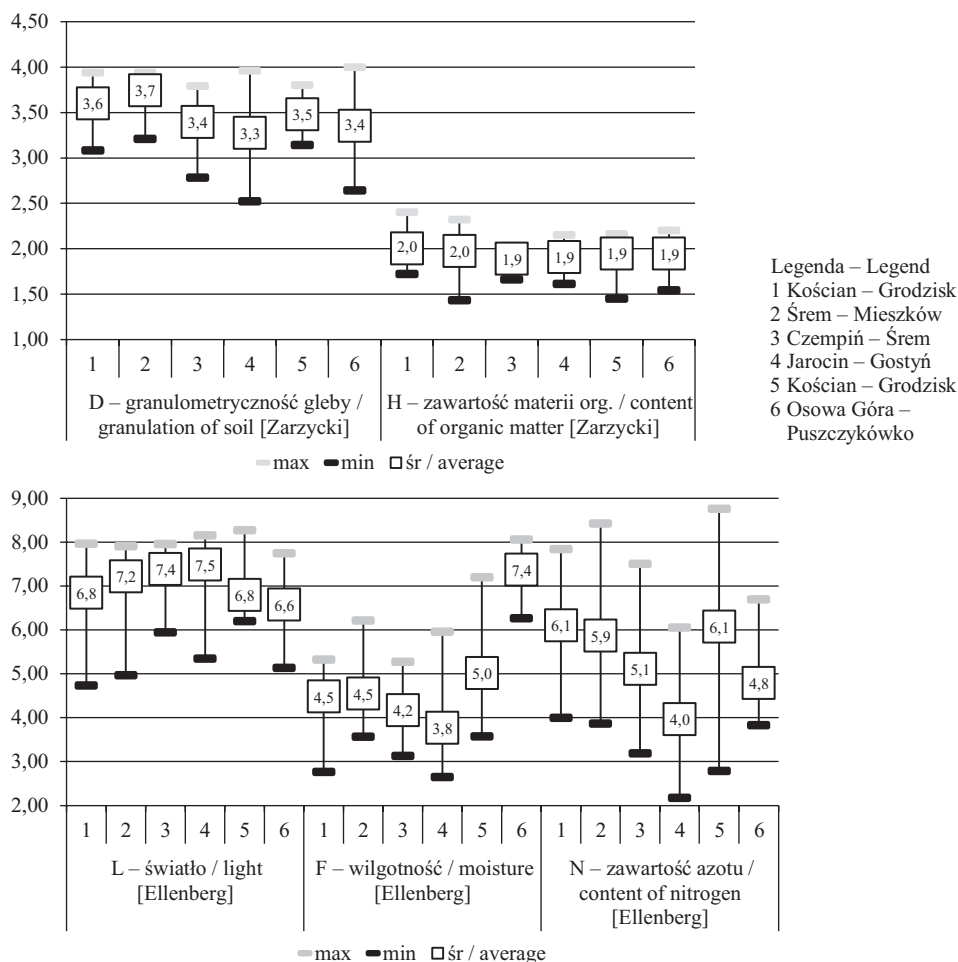 4,50
4,00
3,50
3,00
2,50
2,00
1,50
1,00
3,6 3,7 3,4 3,3 3,5 3,4
2,0 2,0 1,9 1,9 1,9 1,9
1 2 3 4 5 6 1 2 3 4 5 6
D – granulometryczność gleby /
granulation of soil [Zarzycki]
H – zawartość materii org. / content
of organic matter [Zarzycki]
max min śr / average
Legenda – Legend
1 Kościan – Grodzisk
2 Śrem – Mieszków
3 Czempiń – Śrem
4 Jarocin – Gostyń
5 Kościan – Grodzisk
6 Osowa Góra –
Puszczykówko
9,00
8,00
7,00
6,00
5,00
4,00
3,00
2,00
6,8 7,2 7,4 7,5 6,8 6,6
4,5 4,5 4,2 3,8 5,0 7,4
6,1 5,9 5,1 4,0 6,1 4,8
1 2 3 4 5 6 1 2 3 4 5 6 1 2 3 4 5 6
L – światło / light
[Ellenberg]
F – wilgotność / moisture
[Ellenberg]
N – zawartość azotu /
content of nitrogen
[Ellenberg]
max min śr / average